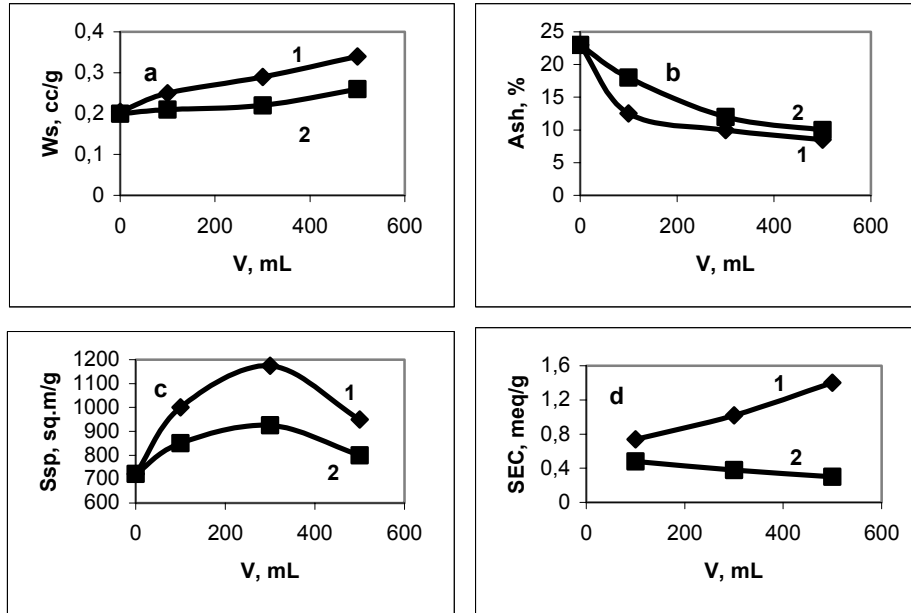 0,4
0,3
0,2
0,1
0
Ws, cc/g
a
1
2
0 200 400 600
V, mL
25
20
15
10
5
0
Ash, %
b
2
1
0 200 400 600
V, mL
1200
1100
1000
900
800
700
600
Ssp, sq.m/g
c
1
2
0 200 400 600
V, mL
1,6
1,2
0,8
0,4
0
SEC, meq/g
d
1
2
0 200 400 600
V, mL